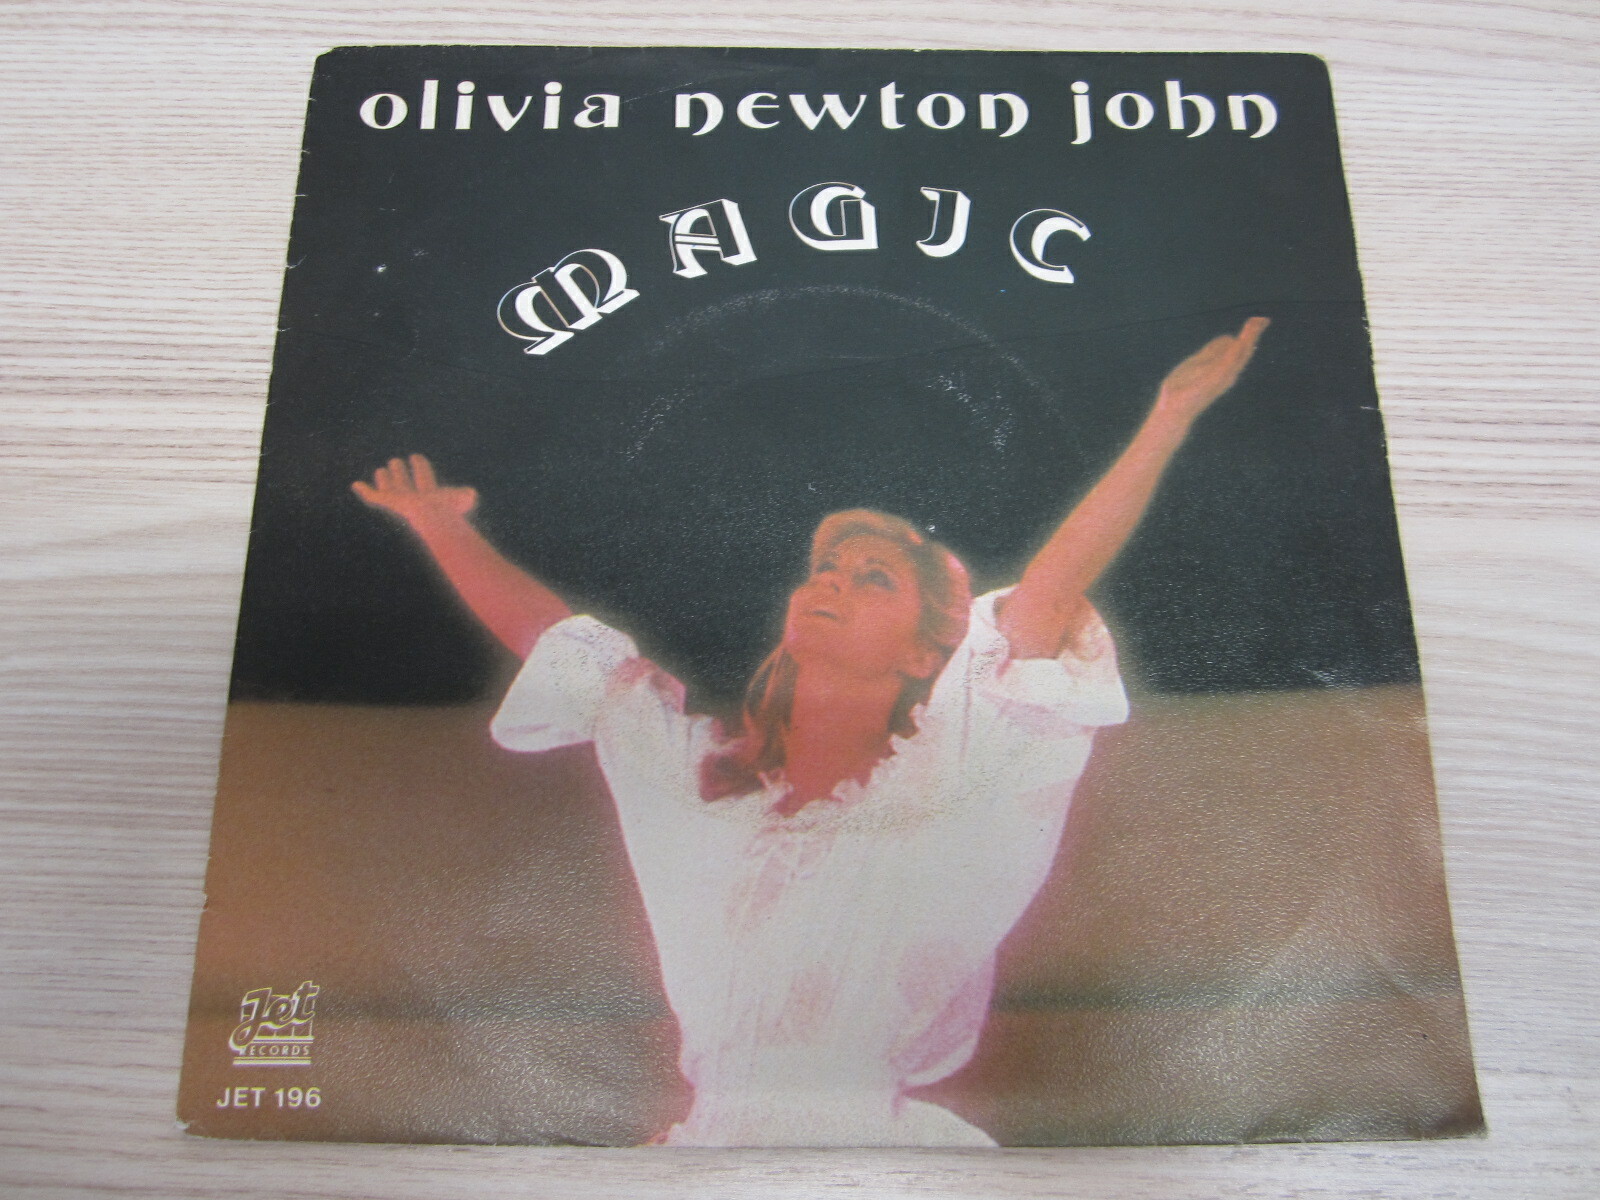 olivia newton john
MAGIC
Jet
RECORDS
JET 196